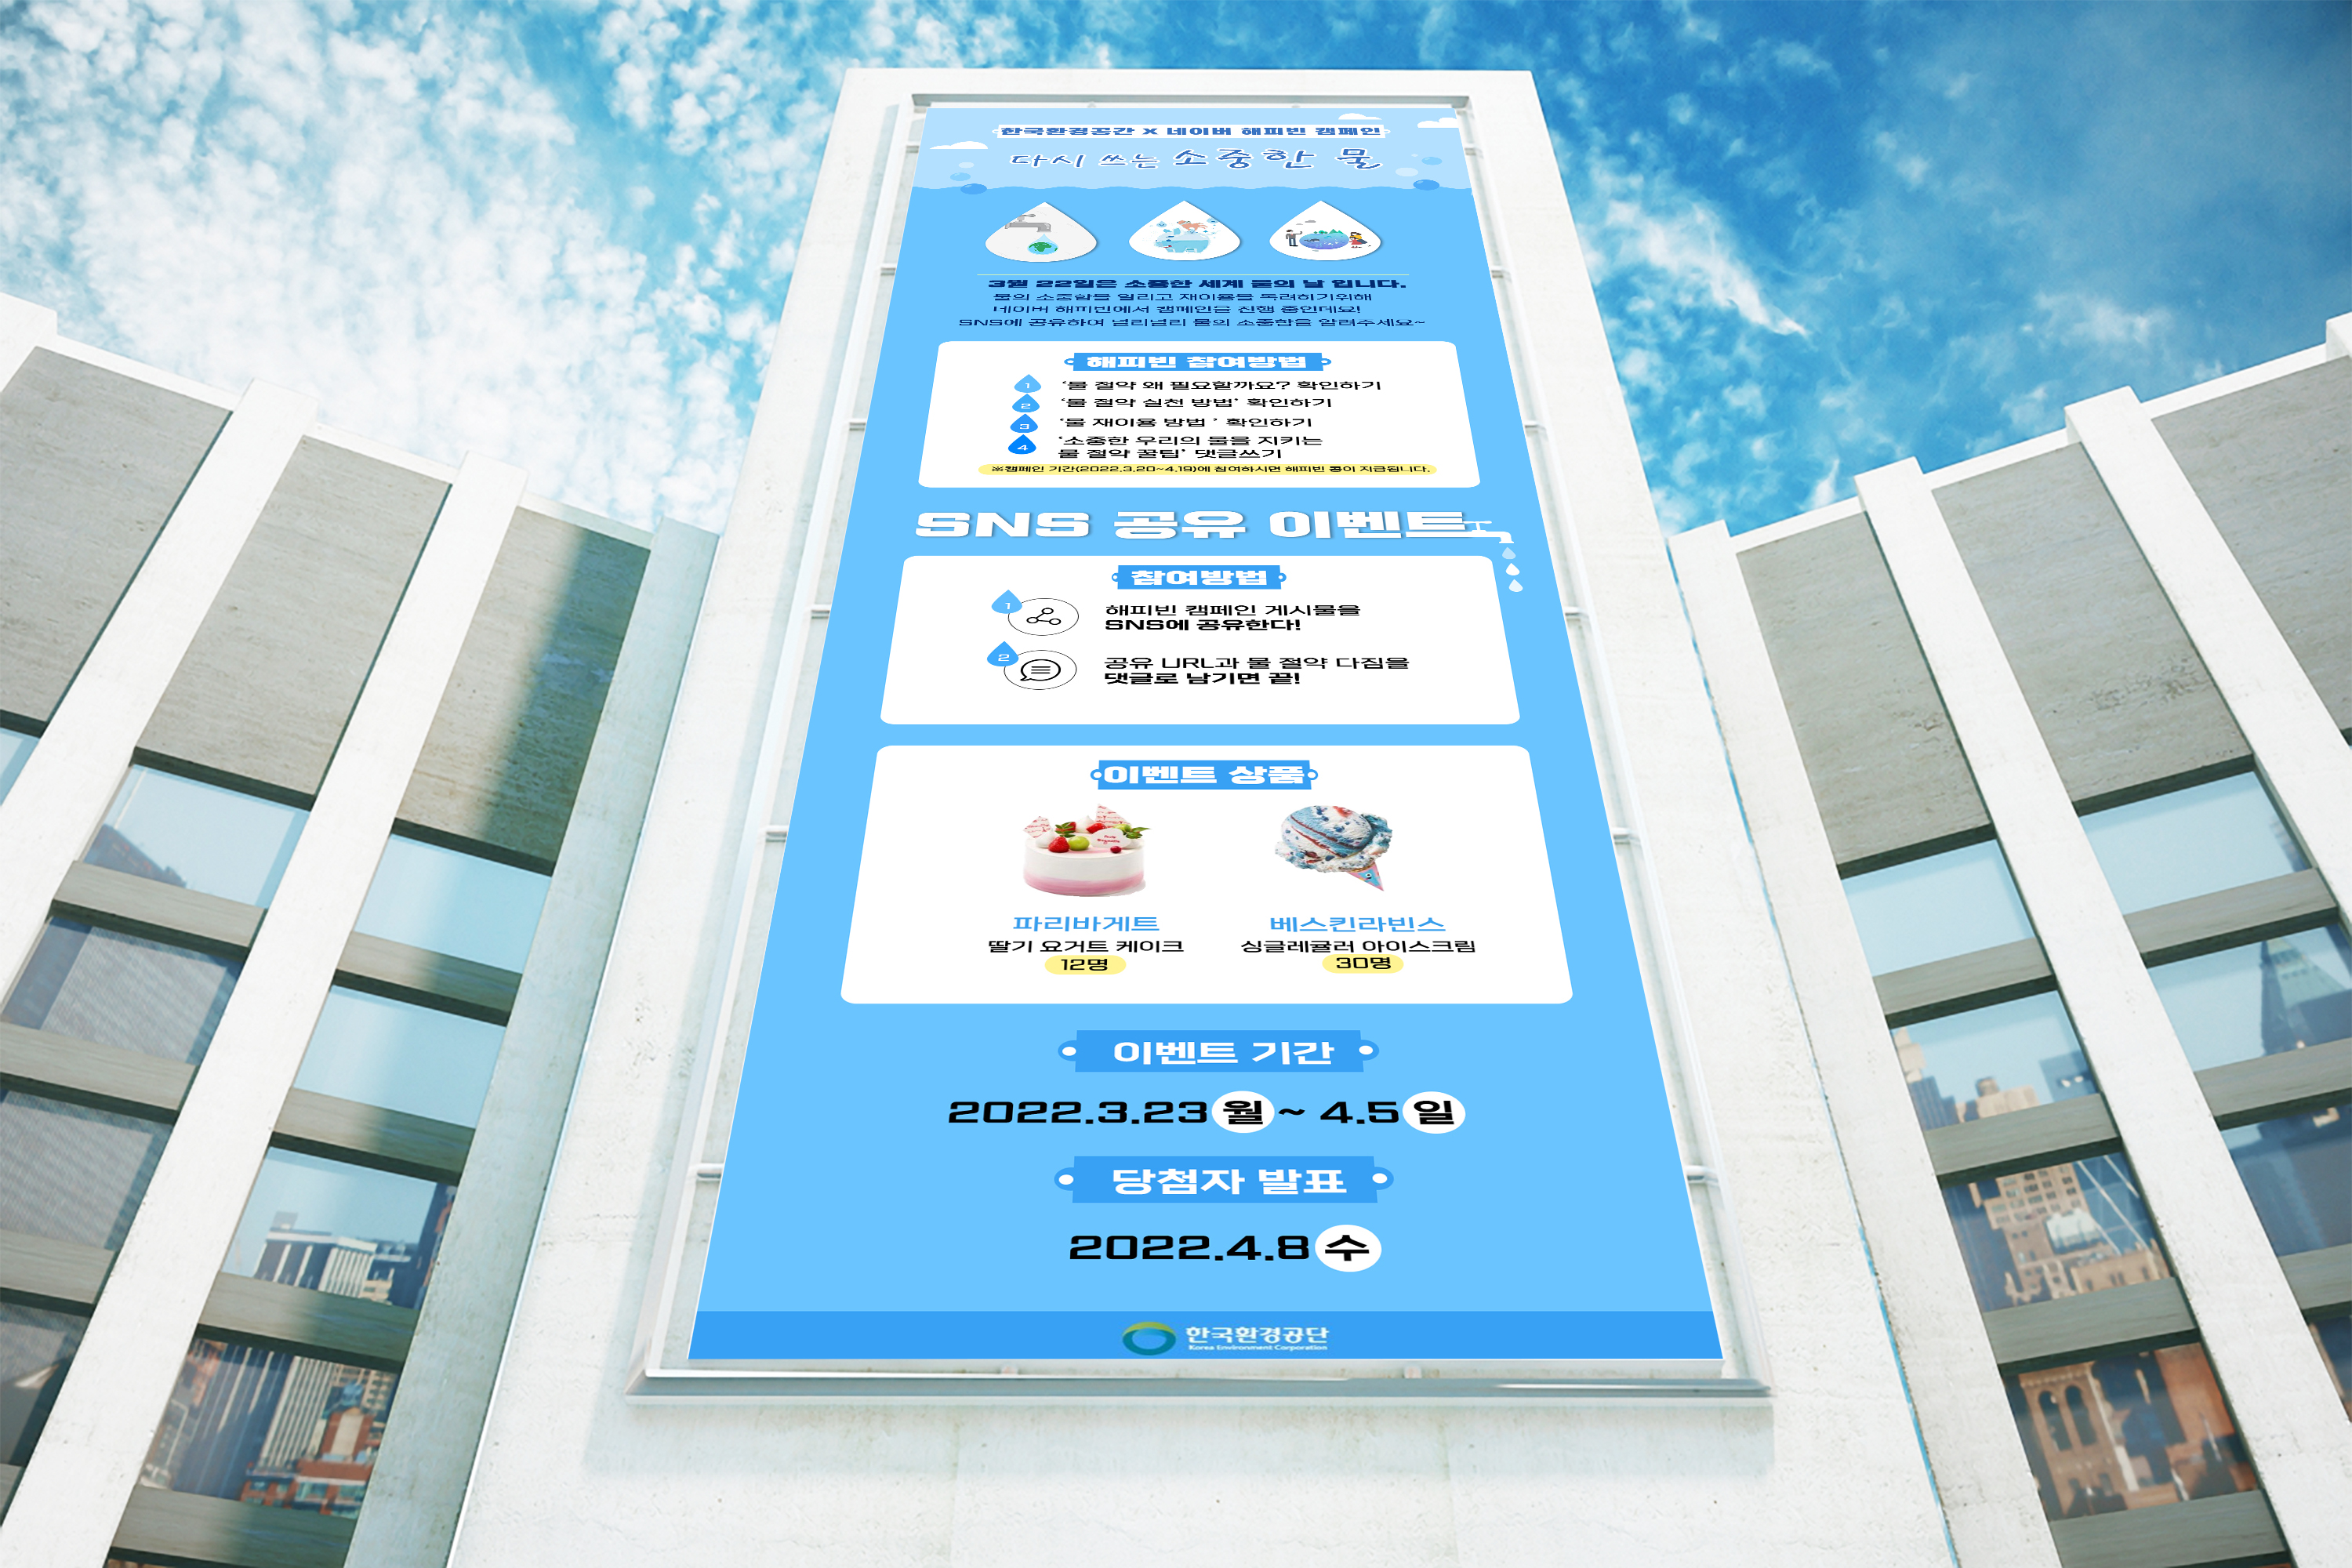 한국환경공간 X 네이버 해피빈 캠페인
다시 쓰는 소중한 물
3월 22일은 소중한 세계 물의 날 입니다.
물의 소중함을 알리고 재이용을 독려하기위해
네이버 해피빈에서 캠페인을 진행 중인데요!
SNS에 공유하여 널리널리 물의 소중함을 알려주세요~
해피빈 참여방법
1 '물 절약 왜 필요할까요? 확인하기
2 '물 절약 실천 방법' 확인하기
3 '물 재이용 방법 ' 확인하기
4 '소중한 우리의 물을 지키는
물 절약 꿀팁' 댓글쓰기
※캠페인 기간(2022.3.20~4.19)에 참여하시면 해피빈 콩이 지급됩니다.
SNS 공유 이벤트
참여방법
1 해피빈 캠페인 게시물을
SNS에 공유한다!
2 공유 URL과 물 절약 다짐을
댓글로 남기면 끝!
이벤트 상품
파리바게트
딸기 요거트 케이크
12명
베스킨라빈스
싱글레귤러 아이스크림
30명
이벤트 기간
2022.3.23 월 ~ 4.5 일
당첨자 발표
2022.4.8 수
한국환경공단
Korea Environment Corporation